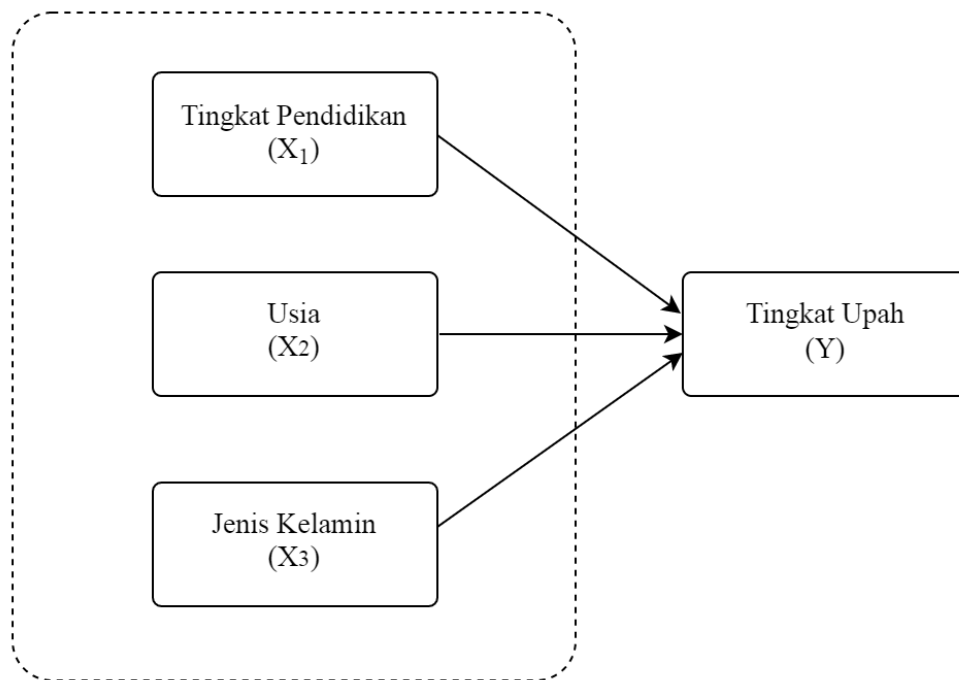 Tingkat Pendidikan
(X₁)
Usia
(X2)
Tingkat Upah
(Y)
Jenis Kelamin
(X3)